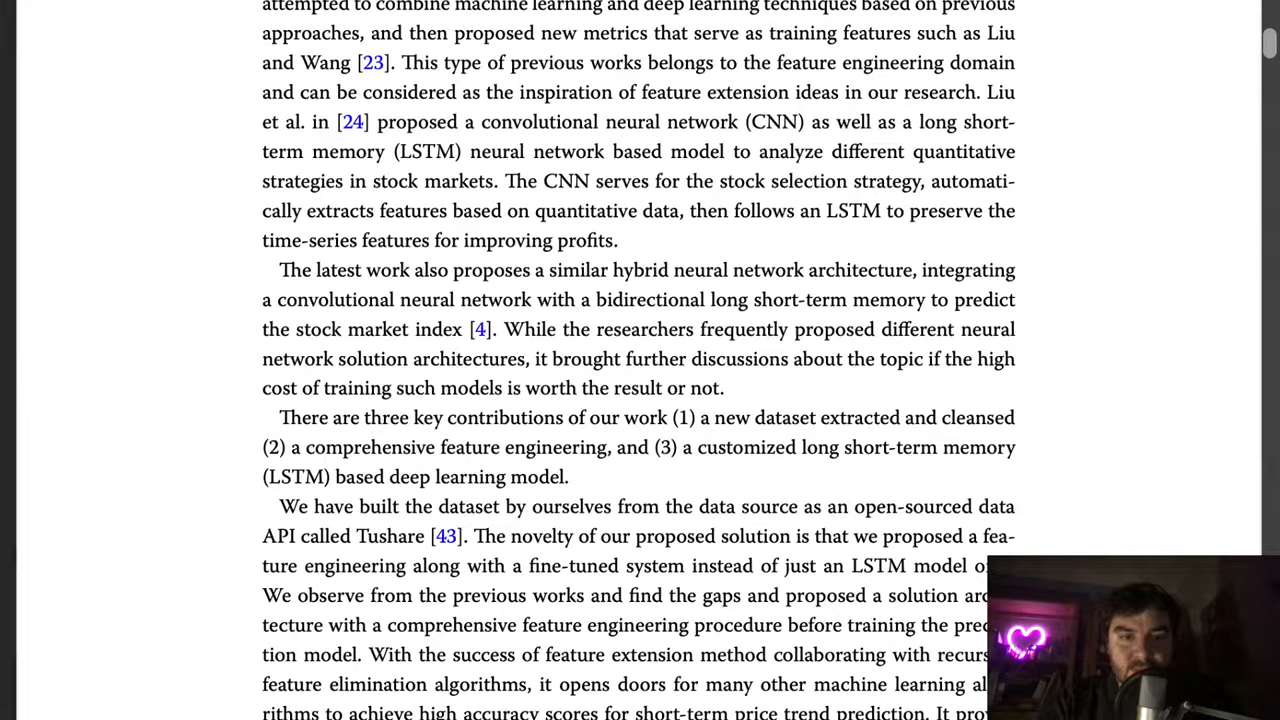 attempted to combine machine learning and deep learning techniques based on previous
approaches, and then proposed new metrics that serve as training features such as Liu
and Wang [23]. This type of previous works belongs to the feature engineering domain
and can be considered as the inspiration of feature extension ideas in our research. Liu
et al. in [24] proposed a convolutional neural network (CNN) as well as a long short-
term memory (LSTM) neural network based model to analyze different quantitative
strategies in stock markets. The CNN serves for the stock selection strategy, automati-
cally extracts features based on quantitative data, then follows an LSTM to preserve the
time-series features for improving profits.
The latest work also proposes a similar hybrid neural network architecture, integrating
a convolutional neural network with a bidirectional long short-term memory to predict
the stock market index [4]. While the researchers frequently proposed different neural
network solution architectures, it brought further discussions about the topic if the high
cost of training such models is worth the result or not.
There are three key contributions of our work (1) a new dataset extracted and cleansed
(2) a comprehensive feature engineering, and (3) a customized long short-term memory
(LSTM) based deep learning model.
We have built the dataset by ourselves from the data source as an open-sourced data
API called Tushare [43]. The novelty of our proposed solution is that we proposed a fea-
ture engineering along with a fine-tuned system instead of just an LSTM model
We observe from the previous works and find the gaps and proposed a solution
tecture with a comprehensive feature engineering procedure before training the
tion model. With the success of feature extension method collaborating with
feature elimination algorithms, it opens doors for many other machine learning
rithms to achieve high accuracy scores for short-term price trend prediction. It